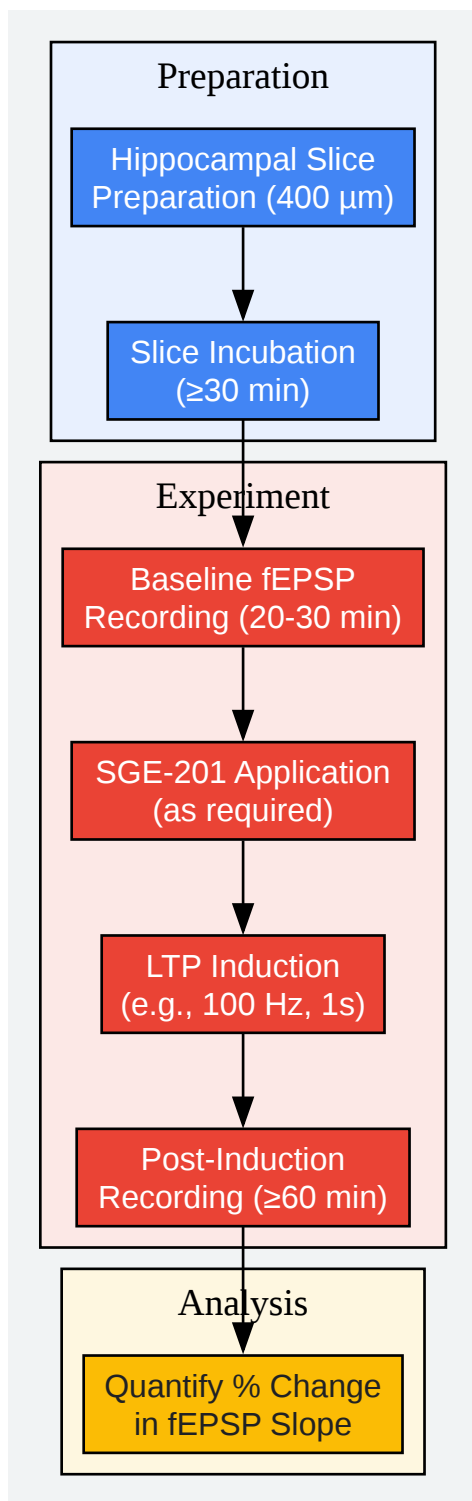 Preparation
Hippocampal Slice
Preparation (400 µm)
Slice Incubation
(≥30 min)
Experiment
Baseline fEPSP
Recording (20-30 min)
SGE-201 Application
(as required)
LTP Induction
(e.g., 100 Hz, 1s)
Post-Induction
Recording (≥60 min)
Analysis
Quantify % Change
in fEPSP Slope